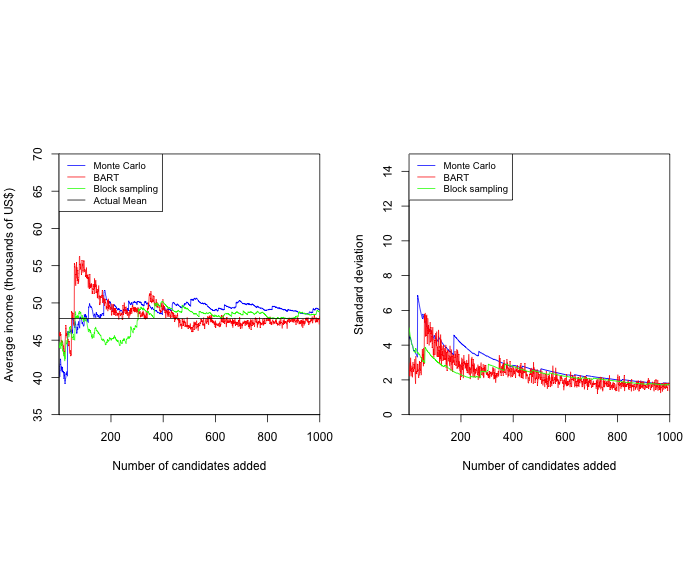 70
65
60
55
50
45
40
35
Average income (thousands of US$)
Monte Carlo
BART
Block sampling
Actual Mean
200
400
600
800
1000
Number of candidates added
14
12
10
8
6
4
2
0
Standard deviation
Monte Carlo
BART
Block sampling
200
400
600
800
1000
Number of candidates added